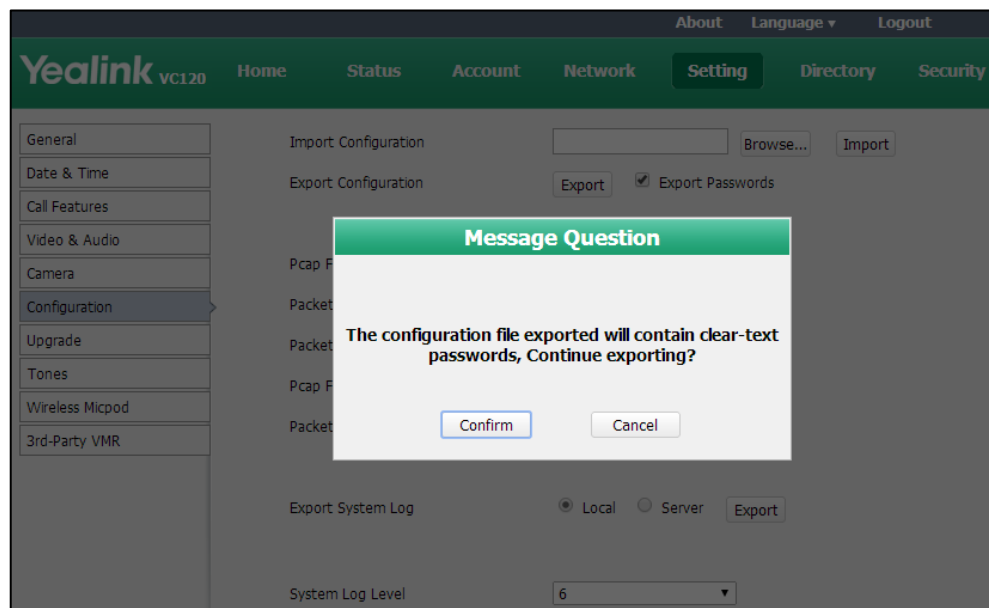 About Language ▾ Logout
Yealink VC120 Home Status Account Network Setting Directory Security
General
Date & Time
Call Features
Video & Audio
Camera
Configuration
Upgrade
Tones
Wireless Micpod
3rd-Party VMR
Import Configuration Browse... Import
Export Configuration Export Export Passwords
Message Question
The configuration file exported will contain clear-text
passwords, Continue exporting?
Confirm Cancel
Pcap F
Packet
Packet
Pcap F
Packet
Export System Log Local Server Export
System Log Level 6